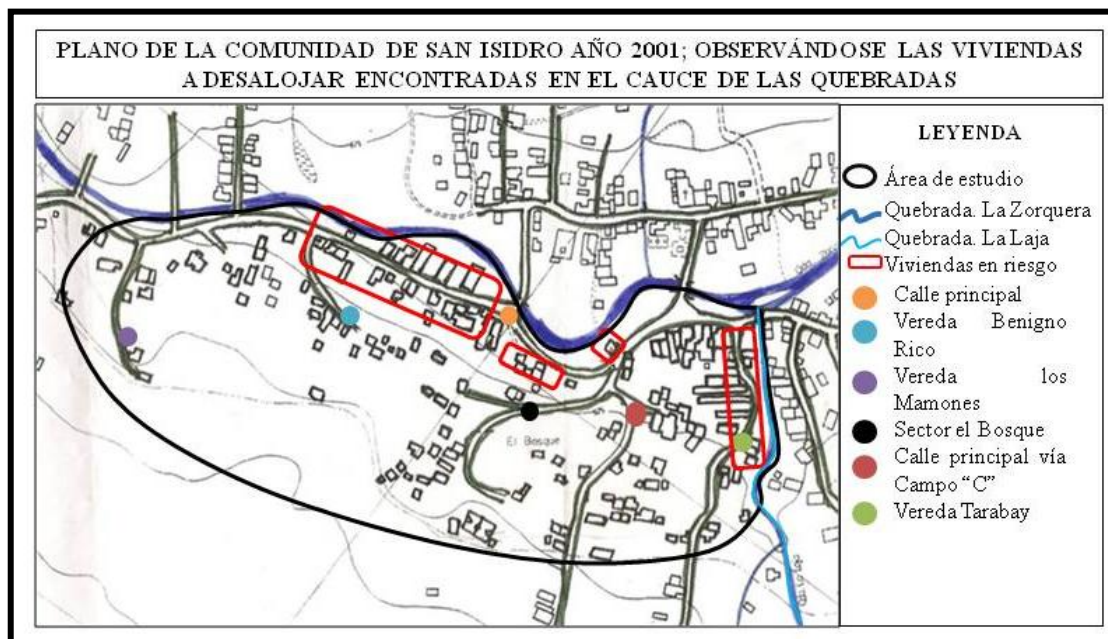 PLANO DE LA COMUNIDAD DE SAN ISIDRO AÑO 2001; OBSERVÁNDOSE LAS VIVIENDAS
A DESALOJAR ENCONTRADAS EN EL CAUCE DE LAS QUEBRADAS
El Bosque
LEYENDA
Área de estudio
Quebrada. La Zorquera
Quebrada. La Laja
Viviendas en riesgo
Calle principal
Vereda Benigno
Rico
Vereda los
Mamones
Sector el Bosque
Calle principal vía
Campo “C”
Vereda Tarabay